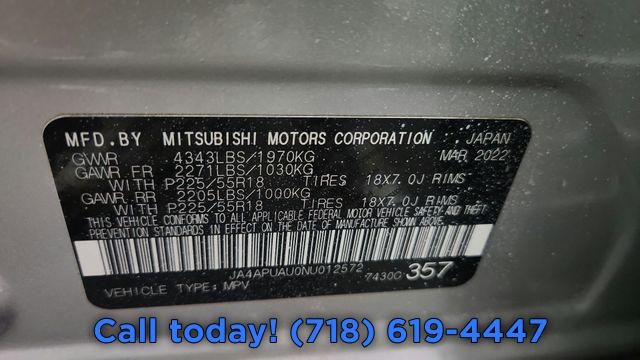 MFD.BY MITSUBISHI MOTORS CORPORATION JAPAN
GVWR 4343LBS/1970KG MAR 2022
GAWR. FR 2271LBS/1030KG
WITH P225/55R18 TIRES 18X7.0J RIMS
GAWR. RR 2205LBS/1000KG
WITH P225/55R18 TIRES 18X7.0J RIMS
THIS VEHICLE CONFORMS TO ALL APPLICABLE FEDERAL MOTOR VEHICLE SAFETY AND THEFT
PREVENTION STANDARDS IN EFFECT ON THE DATE OF MANUFACTURE SHOWN ABOVE.
JA4APUAU0NU012572
7430C 357
VEHICLE TYPE: MPV
Call today! (718) 619-4447